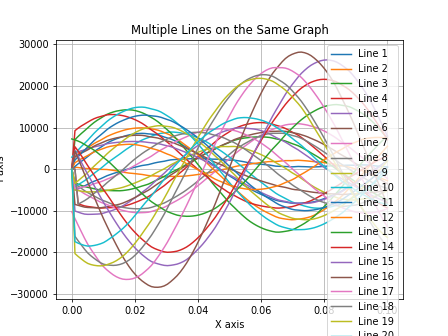 Multiple Lines on the Same Graph
30000
20000
10000
0
−10000
−20000
−30000
0.00
0.02
0.04
0.06
0.08
X axis
Line 1
Line 2
Line 3
Line 4
Line 5
Line 6
Line 7
Line 8
Line 9
Line 10
Line 11
Line 12
Line 13
Line 14
Line 15
Line 16
Line 17
Line 18
Line 19
Line 20